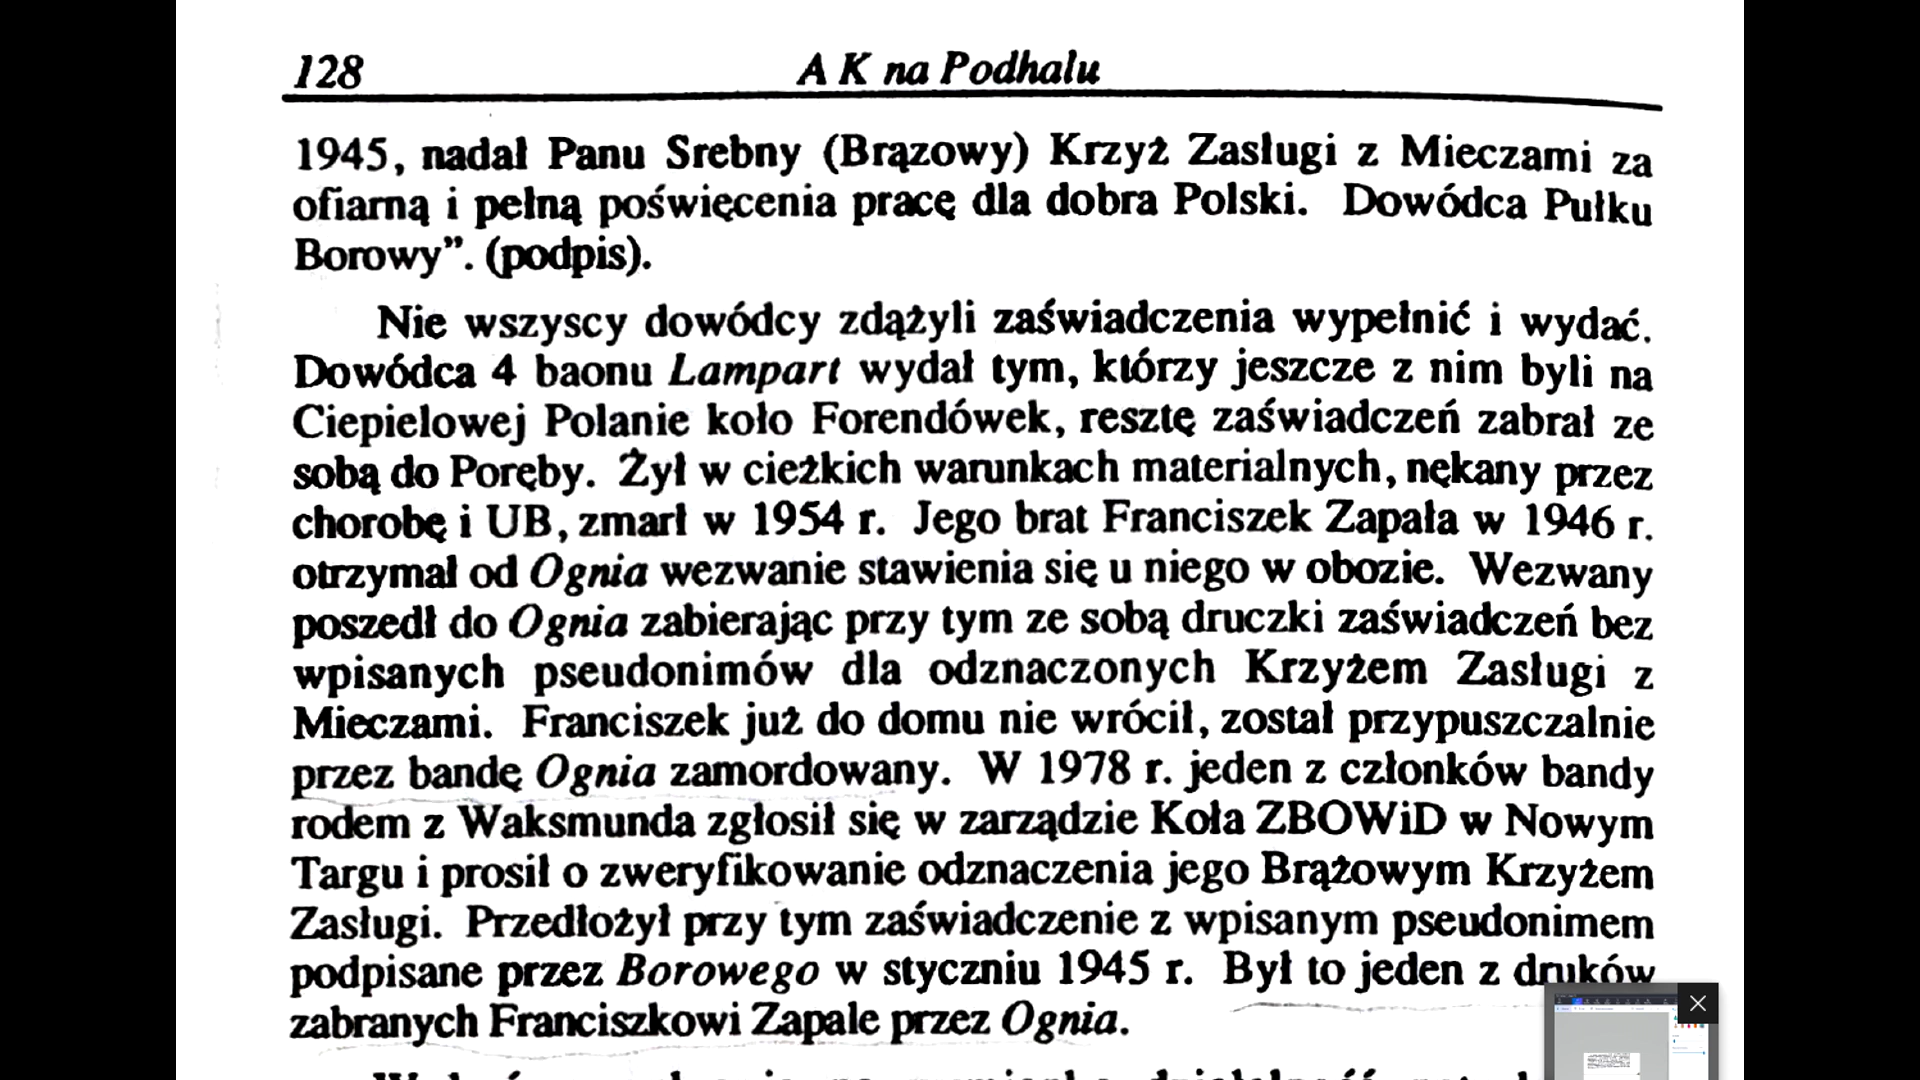 128 A K na Podhalu
1945, nadał Panu Srebny (Brązowy) Krzyż Zasługi z Mieczami za
ofiarną i pełną poświęcenia pracę dla dobra Polski. Dowódca Pułku
Borowy”. (podpis).
Nie wszyscy dowódcy zdążyli zaświadczenia wypełnić i wydać.
Dowódca 4 baonu Lampart wydał tym, którzy jeszcze z nim byli na
Ciepielowej Polanie koło Forendówek, resztę zaświadczeń zabrał ze
sobą do Poręby. Żył w cieżkich warunkach materialnych, nękany przez
chorobę i UB, zmarł w 1954 r. Jego brat Franciszek Zapała w 1946 r.
otrzymał od Ognia wezwanie stawienia się u niego w obozie. Wezwany
poszedł do Ognia zabierając przy tym ze sobą druczki zaświadczeń bez
wpisanych pseudonimów dla odznaczonych Krzyżem Zasługi z
Mieczami. Franciszek już do domu nie wrócił, został przypuszczalnie
przez bandę Ognia zamordowany. W 1978 r. jeden z członków bandy
rodem z Waksmunda zgłosił się w zarządzie Koła ZBOWiD w Nowym
Targu i prosił o zweryfikowanie odznaczenia jego Brążowym Krzyżem
Zasługi. Przedłożył przy tym zaświadczenie z wpisanym pseudonimem
podpisane przez Borowego w styczniu 1945 r. Był to jeden z druków
zabranych Franciszkowi Zapale przez Ognia.